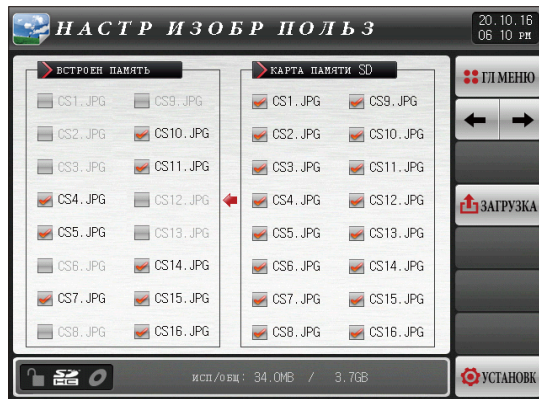 НАСТР ИЗОБР ПОЛЬЗ
20.10.16
06 10 PM
ВСТРОЕН ПАМЯТЬ
КАРТА ПАМЯТИ SD
CS1.JPG CS9.JPG CS1.JPG CS9.JPG
CS2.JPG CS10.JPG CS2.JPG CS10.JPG
CS3.JPG CS11.JPG CS3.JPG CS11.JPG
CS4.JPG CS12.JPG CS4.JPG CS12.JPG
CS5.JPG CS13.JPG CS5.JPG CS13.JPG
CS6.JPG CS14.JPG CS6.JPG CS14.JPG
CS7.JPG CS15.JPG CS7.JPG CS15.JPG
CS8.JPG CS16.JPG CS8.JPG CS16.JPG
ГЛ МЕНЮ
ЗАГРУЗКА
УСТАНОВК
SD HC
ИСП/ОБЩ: 34.0MB / 3.7GB